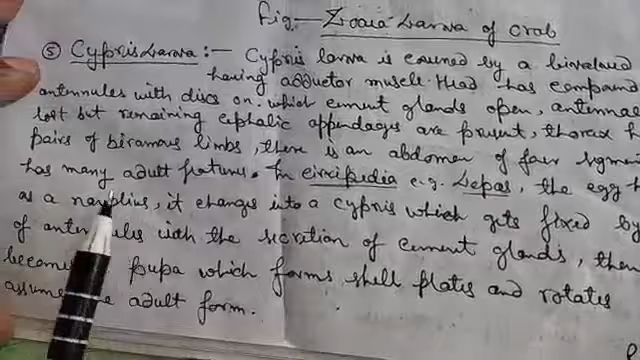 Fig:— Zoaea Larva of Crab
⑤ Cypris Larva :— Cypris larva is covered by a bivalved
having adductor muscle. Head has compound
antennules with discs on which cement glands open, antennae
lost but remaining cephalic appendages are present, thorax h
pairs of biramous limbs, there is an abdomen of four segmen
has many adult features. In cirripedia e.g. Lepas, the egg h
as a nauplius, it changes into a cypris which gets fixed by
of antennules with the secretion of cement glands, then
become pupa which forms shell plates and rotates
assume adult form.